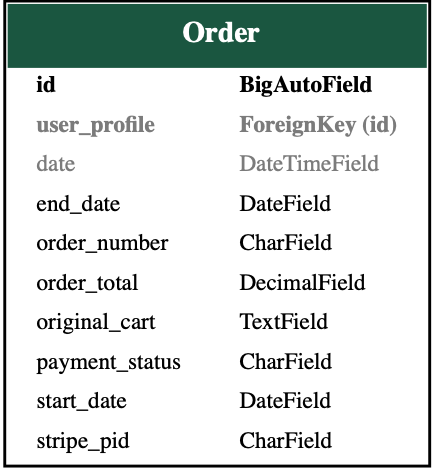 Order
id BigAutoField
user_profile ForeignKey (id)
date DateTimeField
end_date DateField
order_number CharField
order_total DecimalField
original_cart TextField
payment_status CharField
start_date DateField
stripe_pid CharField